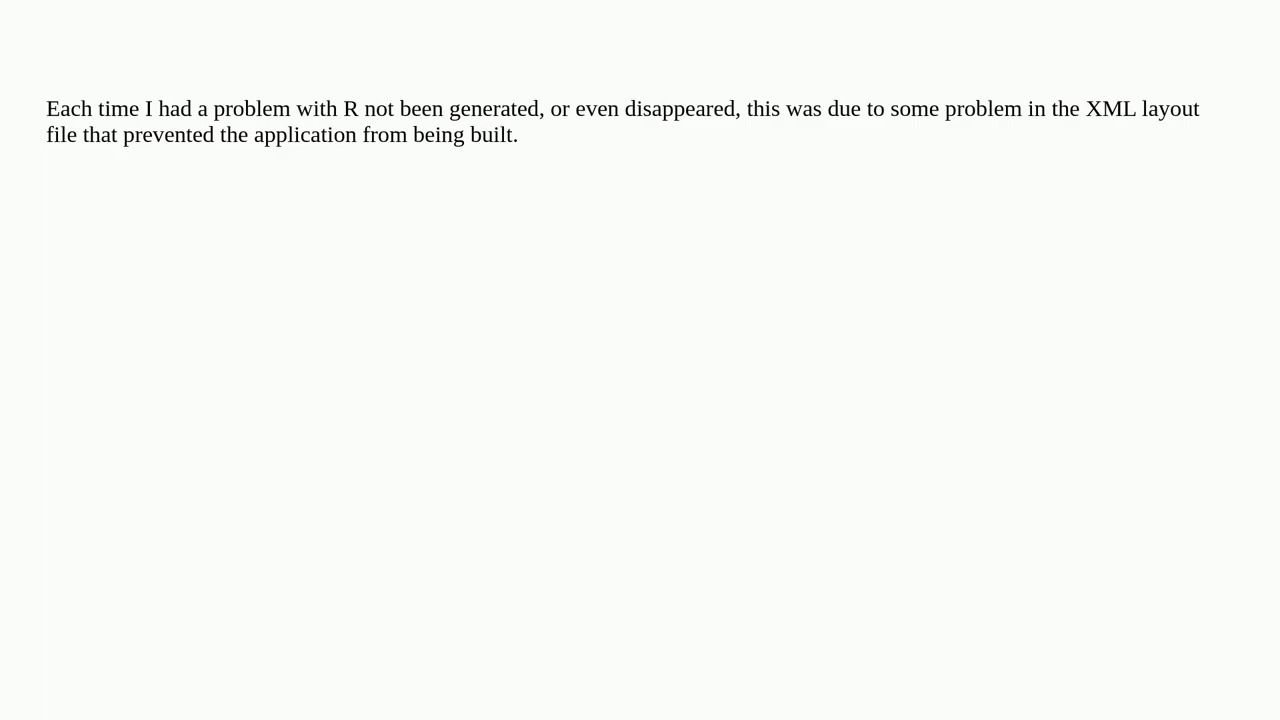 Each time I had a problem with R not been generated, or even disappeared, this was due to some problem in the XML layout
file that prevented the application from being built.